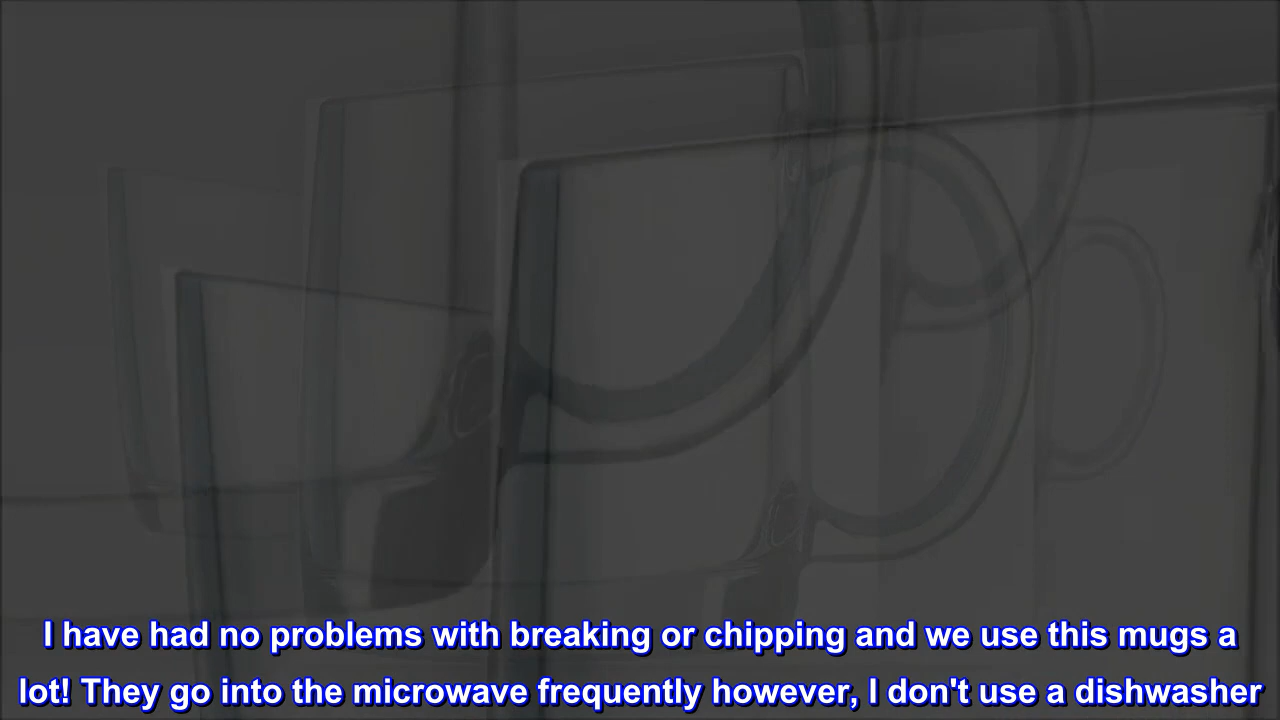 I have had no problems with breaking or chipping and we use this mugs a
lot! They go into the microwave frequently however, I don't use a dishwasher